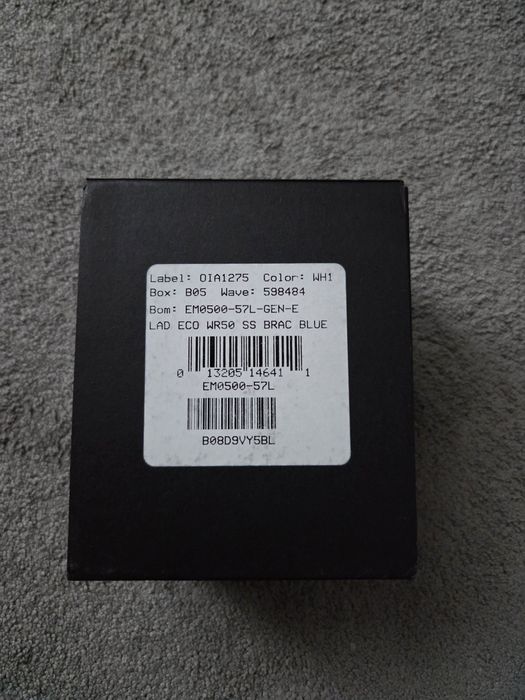 Label: OIA1275 Color: WH1
Box: B05 Wave: 598484
Bom: EM0500-57L-GEN-E
LAD ECO WR50 SS BRAC BLUE
0 13205 14641 1
EM0500-57L
B08D9VY5BL